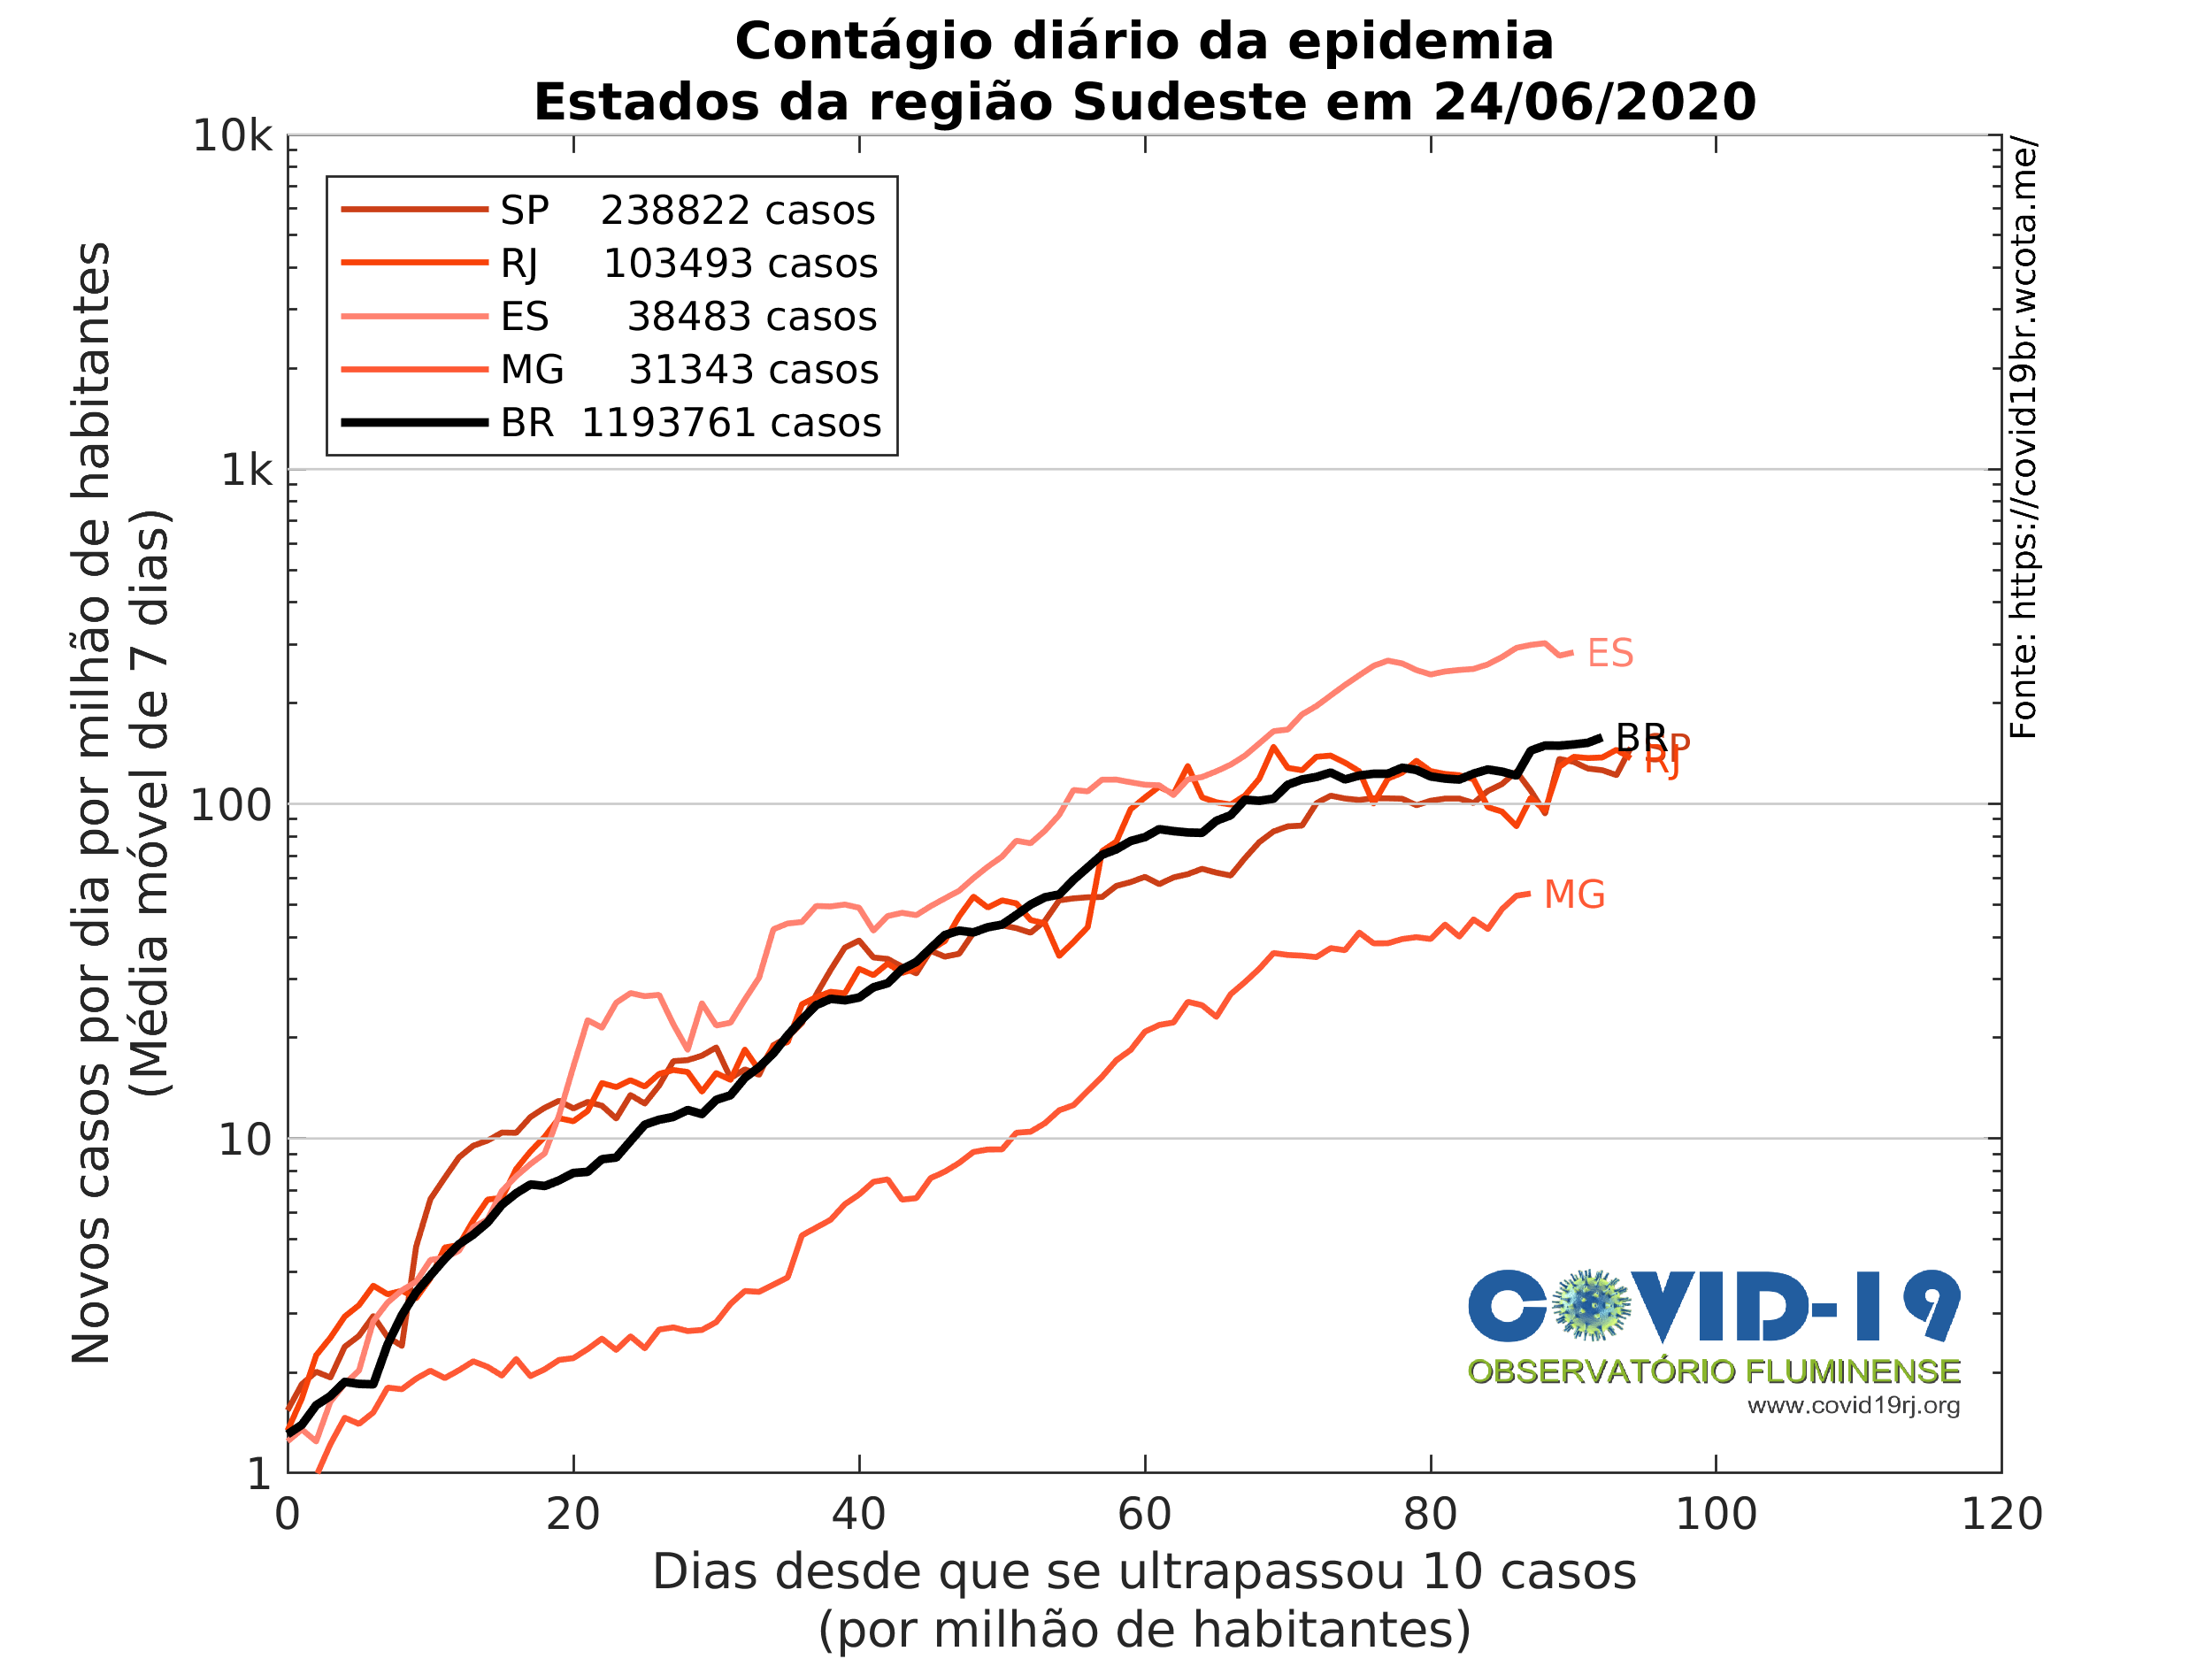 Contágio diário da epidemia
Estados da região Sudeste em 24/06/2020
10k
1k
100
10
1
Novos casos por dia por milhão de habitantes
(Média móvel de 7 dias)
SP 238822 casos
RJ 103493 casos
ES 38483 casos
MG 31343 casos
BR 1193761 casos
ES
BR
SP
RJ
MG
Fonte: https://covid19br.wcota.me/
COVID-19
OBSERVATÓRIO FLUMINENSE
www.covid19rj.org
0 20 40 60 80 100 120
Dias desde que se ultrapassou 10 casos
(por milhão de habitantes)